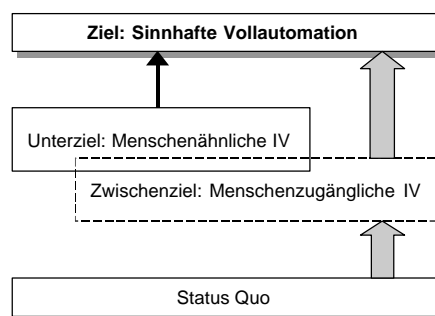 Ziel: Sinnhafte Vollautomation
Unterziel: Menschenähnliche IV
Zwischenziel: Menschenzugängliche IV
Status Quo